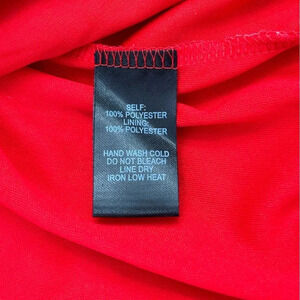 SELF:
100% POLYESTER
LINING:
100% POLYESTER
HAND WASH COLD
DO NOT BLEACH
LINE DRY
IRON LOW HEAT